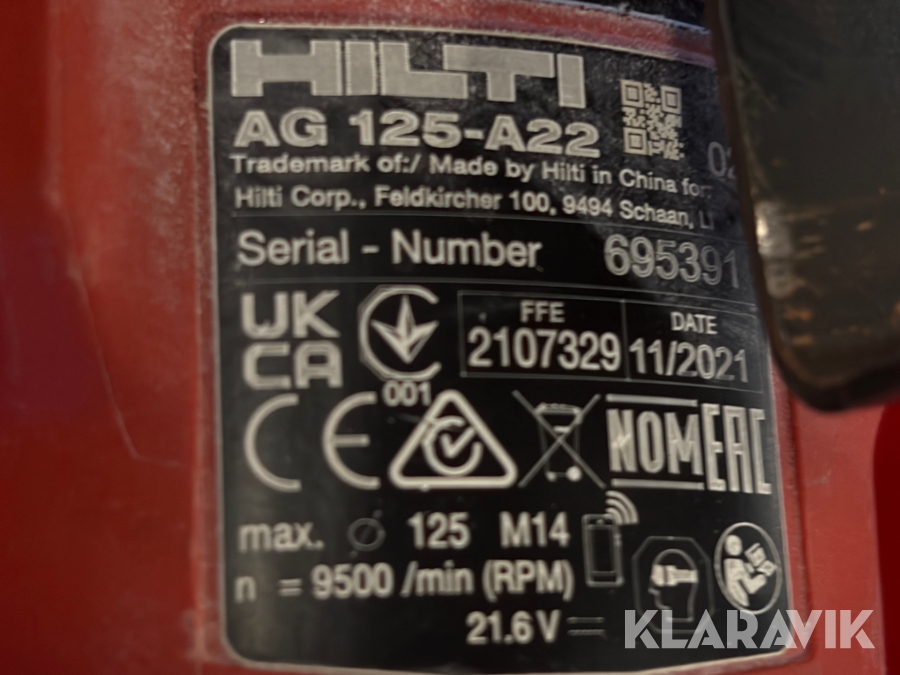 HILTI
AG 125-A22
Trademark of:/ Made by Hilti in China for:
Hilti Corp., Feldkircher 100, 9494 Schaan, LI
Serial - Number 695391
UK
CA
FFE
2107329
DATE
11/2021
001
CE
NOM
EAC
max. ⌀ 125 M14
n = 9500 /min (RPM)
21.6 V ⎓
KLARAVIK